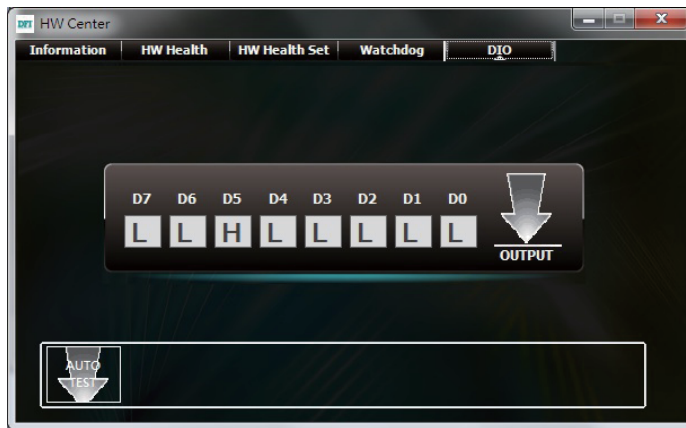 DFI HW Center
Information HW Health HW Health Set Watchdog DIO
D7 D6 D5 D4 D3 D2 D1 D0
L L H L L L L L
OUTPUT
AUTO
TEST